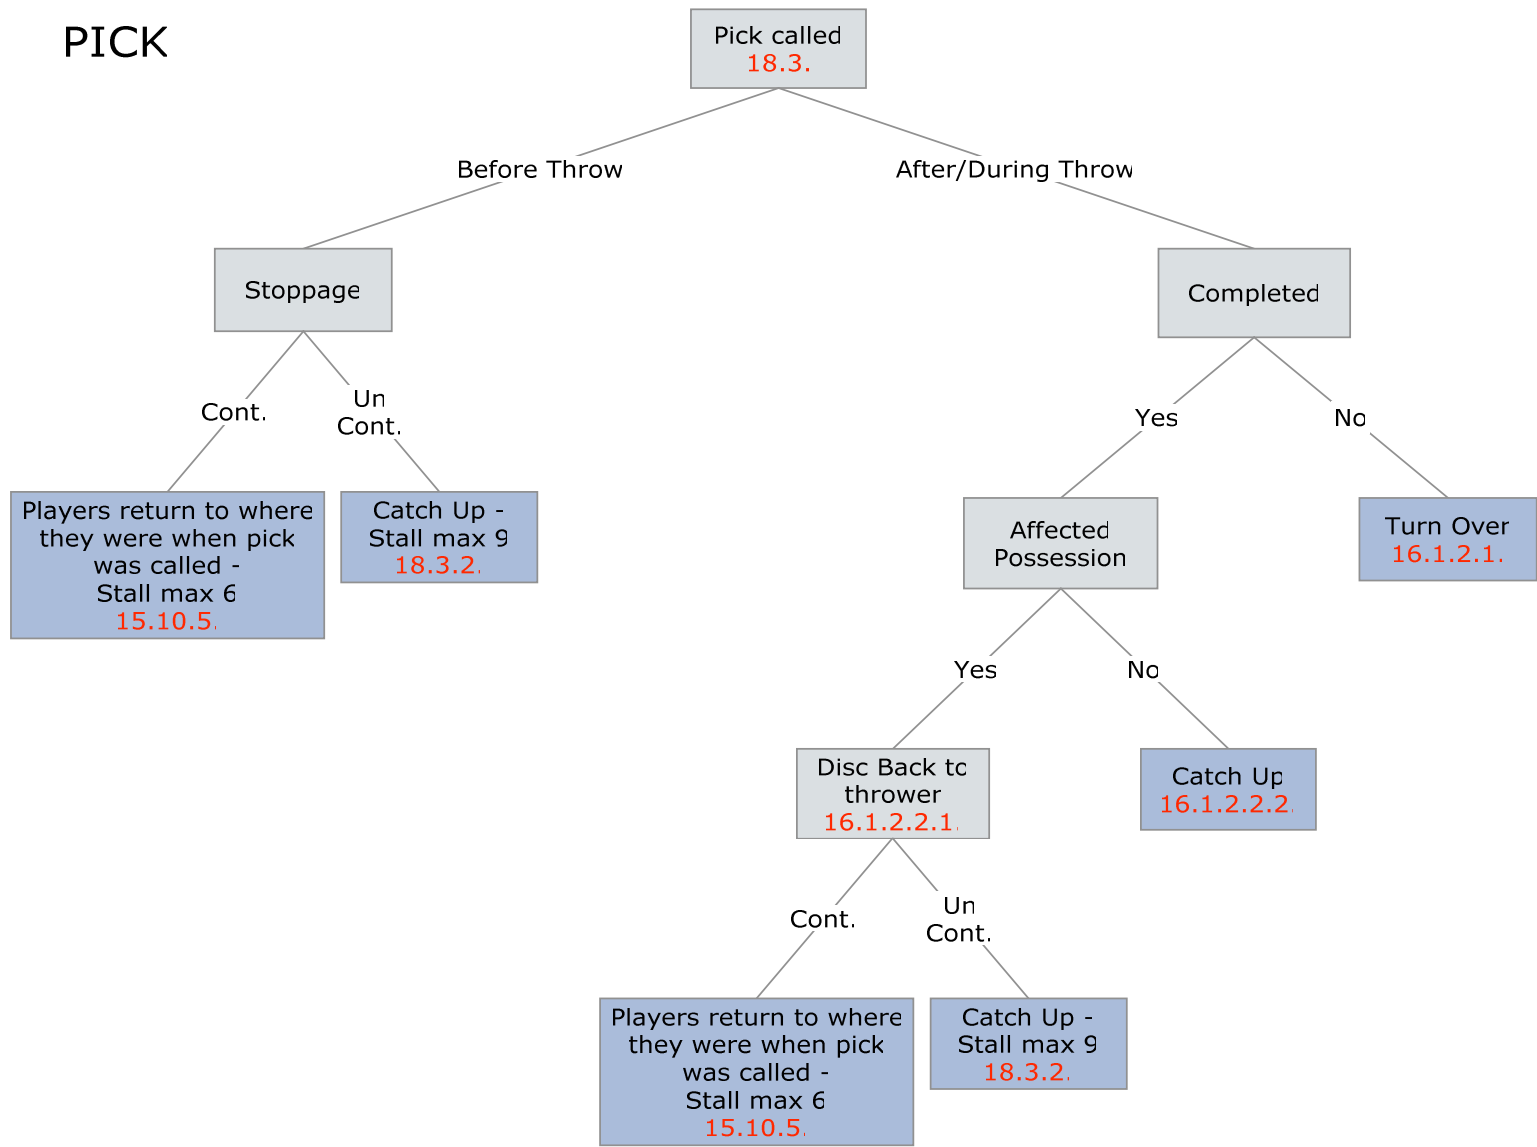 PICK
Pick called
18.3.
Before Throw
After/During Throw
Stoppage
Completed
Cont.
Un
Cont.
Yes
No
Players return to where
they were when pick
was called -
Stall max 6
15.10.5.
Catch Up -
Stall max 9
18.3.2.
Affected
Possession
Turn Over
16.1.2.1.
Yes
No
Disc Back to
thrower
16.1.2.2.1.
Catch Up
16.1.2.2.2.
Cont.
Un
Cont.
Players return to where
they were when pick
was called -
Stall max 6
15.10.5.
Catch Up -
Stall max 9
18.3.2.